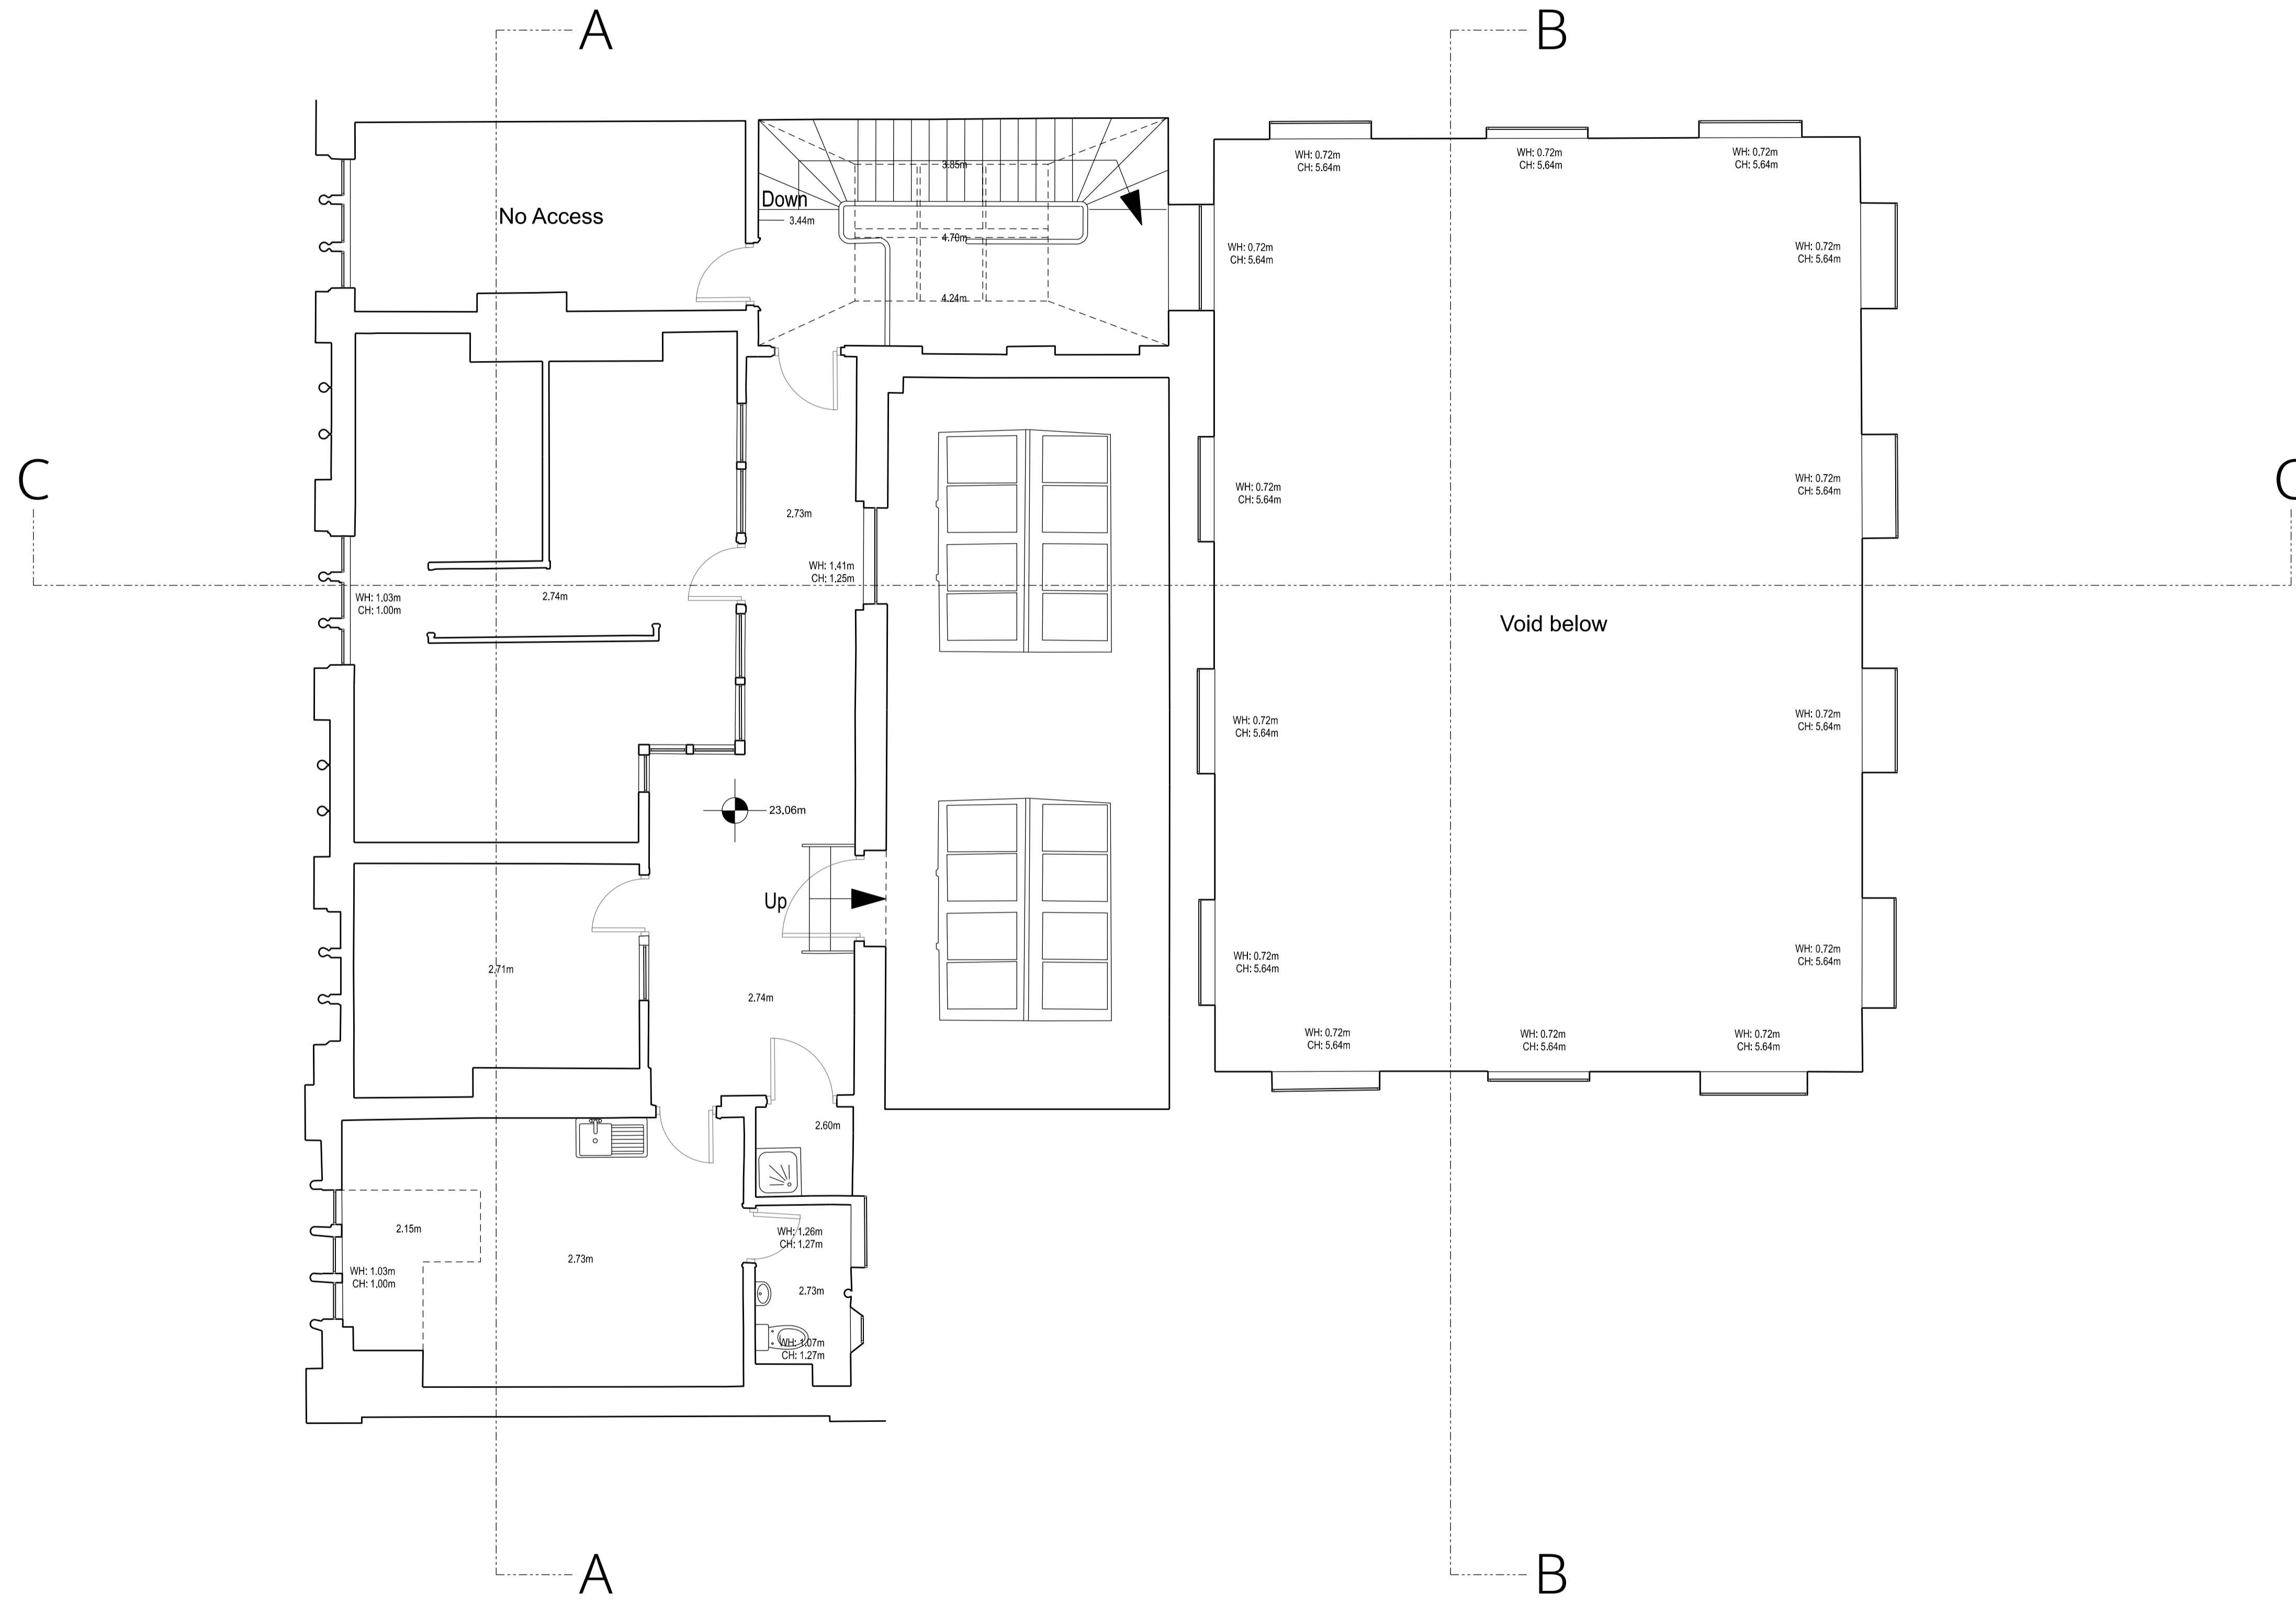 A
B
WH: 0.72m
CH: 5.64m
WH: 0.72m
CH: 5.64m
WH: 0.72m
CH: 5.64m
3.85m
Down
3.44m
No Access
4.70m
WH: 0.72m
CH: 5.64m
WH: 0.72m
CH: 5.64m
4.24m
C
C
WH: 0.72m
CH: 5.64m
WH: 0.72m
CH: 5.64m
2.73m
WH: 1.41m
CH: 1.25m
WH: 1.03m
CH: 1.00m
2.74m
Void below
WH: 0.72m
CH: 5.64m
WH: 0.72m
CH: 5.64m
23.06m
Up
WH: 0.72m
CH: 5.64m
WH: 0.72m
CH: 5.64m
2.71m
2.74m
WH: 0.72m
CH: 5.64m
WH: 0.72m
CH: 5.64m
WH: 0.72m
CH: 5.64m
2.60m
2.15m
WH: 1.26m
CH: 1.27m
2.73m
WH: 1.03m
CH: 1.00m
2.73m
WH: 1.07m
CH: 1.27m
A
B